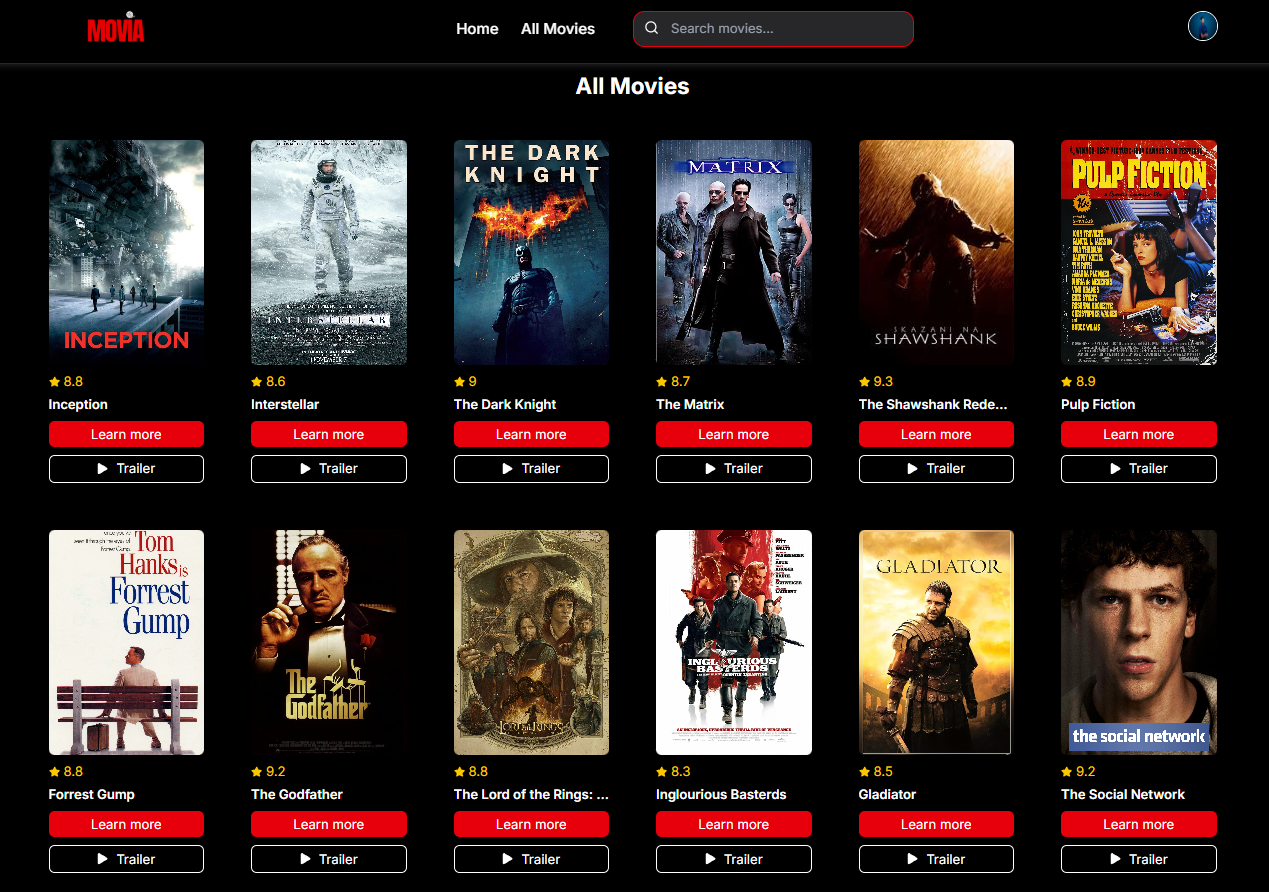 MOVIA
Home All Movies Search movies...
All Movies
INCEPTION
INTERSTELLAR
THE DARK
KNIGHT
MATRIX
SKAZANI NA
SHAWSHANK
PULP FICTION
8.8 8.6 9 8.7 9.3 8.9
Inception Interstellar The Dark Knight The Matrix The Shawshank Rede... Pulp Fiction
Learn more Learn more Learn more Learn more Learn more Learn more
Trailer Trailer Trailer Trailer Trailer Trailer
Tom
Hanks is
Forrest
Gump
The
Godfather
INGLOURIOUS
BASTERDS
GLADIATOR
the social network
8.8 9.2 8.8 8.3 8.5 9.2
Forrest Gump The Godfather The Lord of the Rings: ... Inglourious Basterds Gladiator The Social Network
Learn more Learn more Learn more Learn more Learn more Learn more
Trailer Trailer Trailer Trailer Trailer Trailer